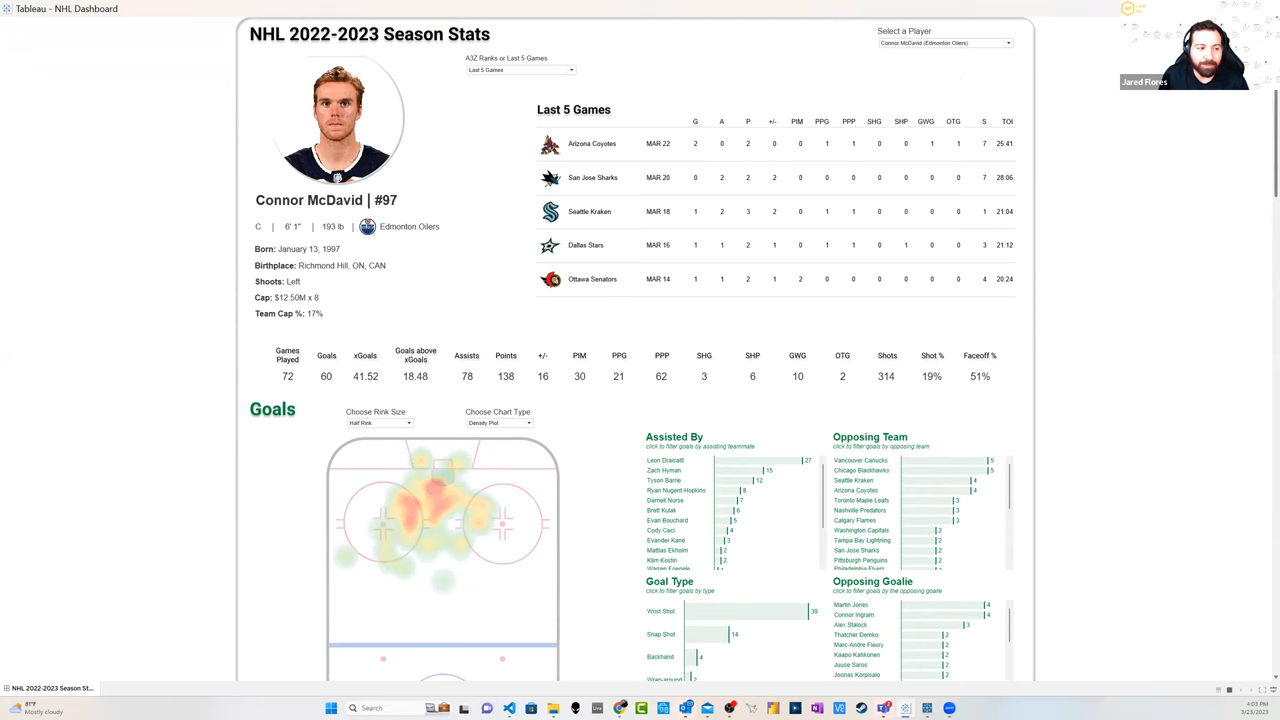 Tableau - NHL Dashboard
NHL 2022-2023 Season Stats
Select a Player
Connor McDavid (Edmonton Oilers)
Jared Flores
A3Z Ranks or Last 5 Games
Last 5 Games
Last 5 Games
G A P +/- PIM PPG PPP SHG SHP GWG OTG S TOI
Arizona Coyotes MAR 22 2 0 2 0 0 1 1 0 0 1 1 7 25:41
San Jose Sharks MAR 20 0 2 2 2 0 0 0 0 0 0 0 7 28:06
Seattle Kraken MAR 18 1 2 3 2 0 1 1 0 0 0 0 1 21:04
Dallas Stars MAR 16 1 1 2 1 0 1 1 0 1 0 0 3 21:12
Ottawa Senators MAR 14 1 1 2 1 2 0 0 0 0 0 0 4 20:24
Connor McDavid | #97
C | 6' 1" | 193 lb | Edmonton Oilers
Born: January 13, 1997
Birthplace: Richmond Hill, ON, CAN
Shoots: Left
Cap: $12.50M x 8
Team Cap %: 17%
Games Played Goals xGoals Goals above xGoals Assists Points +/- PIM PPG PPP SHG SHP GWG OTG Shots Shot % Faceoff %
72 60 41.52 18.48 78 138 16 30 21 62 3 6 10 2 314 19% 51%
Goals
Choose Rink Size
Half Rink
Choose Chart Type
Density Plot
Assisted By
click to filter goals by assisting teammate
Leon Draisaitl 27
Zach Hyman 15
Tyson Barrie 12
Ryan Nugent-Hopkins 8
Darnell Nurse 7
Brett Kulak 6
Evan Bouchard 5
Cody Ceci 4
Evander Kane 3
Mattias Ekholm 2
Klim Kostin 2
Warren Foegele 1
Opposing Team
click to filter goals by opposing team
Vancouver Canucks 5
Chicago Blackhawks 5
Seattle Kraken 4
Arizona Coyotes 4
Toronto Maple Leafs 3
Nashville Predators 3
Calgary Flames 3
Washington Capitals 2
Tampa Bay Lightning 2
San Jose Sharks 2
Pittsburgh Penguins 2
Philadelphia Flyers 2
Goal Type
click to filter goals by type
Wrist Shot 39
Snap Shot 14
Backhand 4
Wrap-around 2
Opposing Goalie
click to filter goals by the opposing goalie
Martin Jones 4
Connor Ingram 4
Alex Stalock 3
Thatcher Demko 2
Marc-Andre Fleury 2
Kaapo Kahkonen 2
Juuse Saros 2
Joonas Korpisalo 2
NHL 2022-2023 Season St...
81°F
Mostly cloudy
Search
4:03 PM
3/23/2023